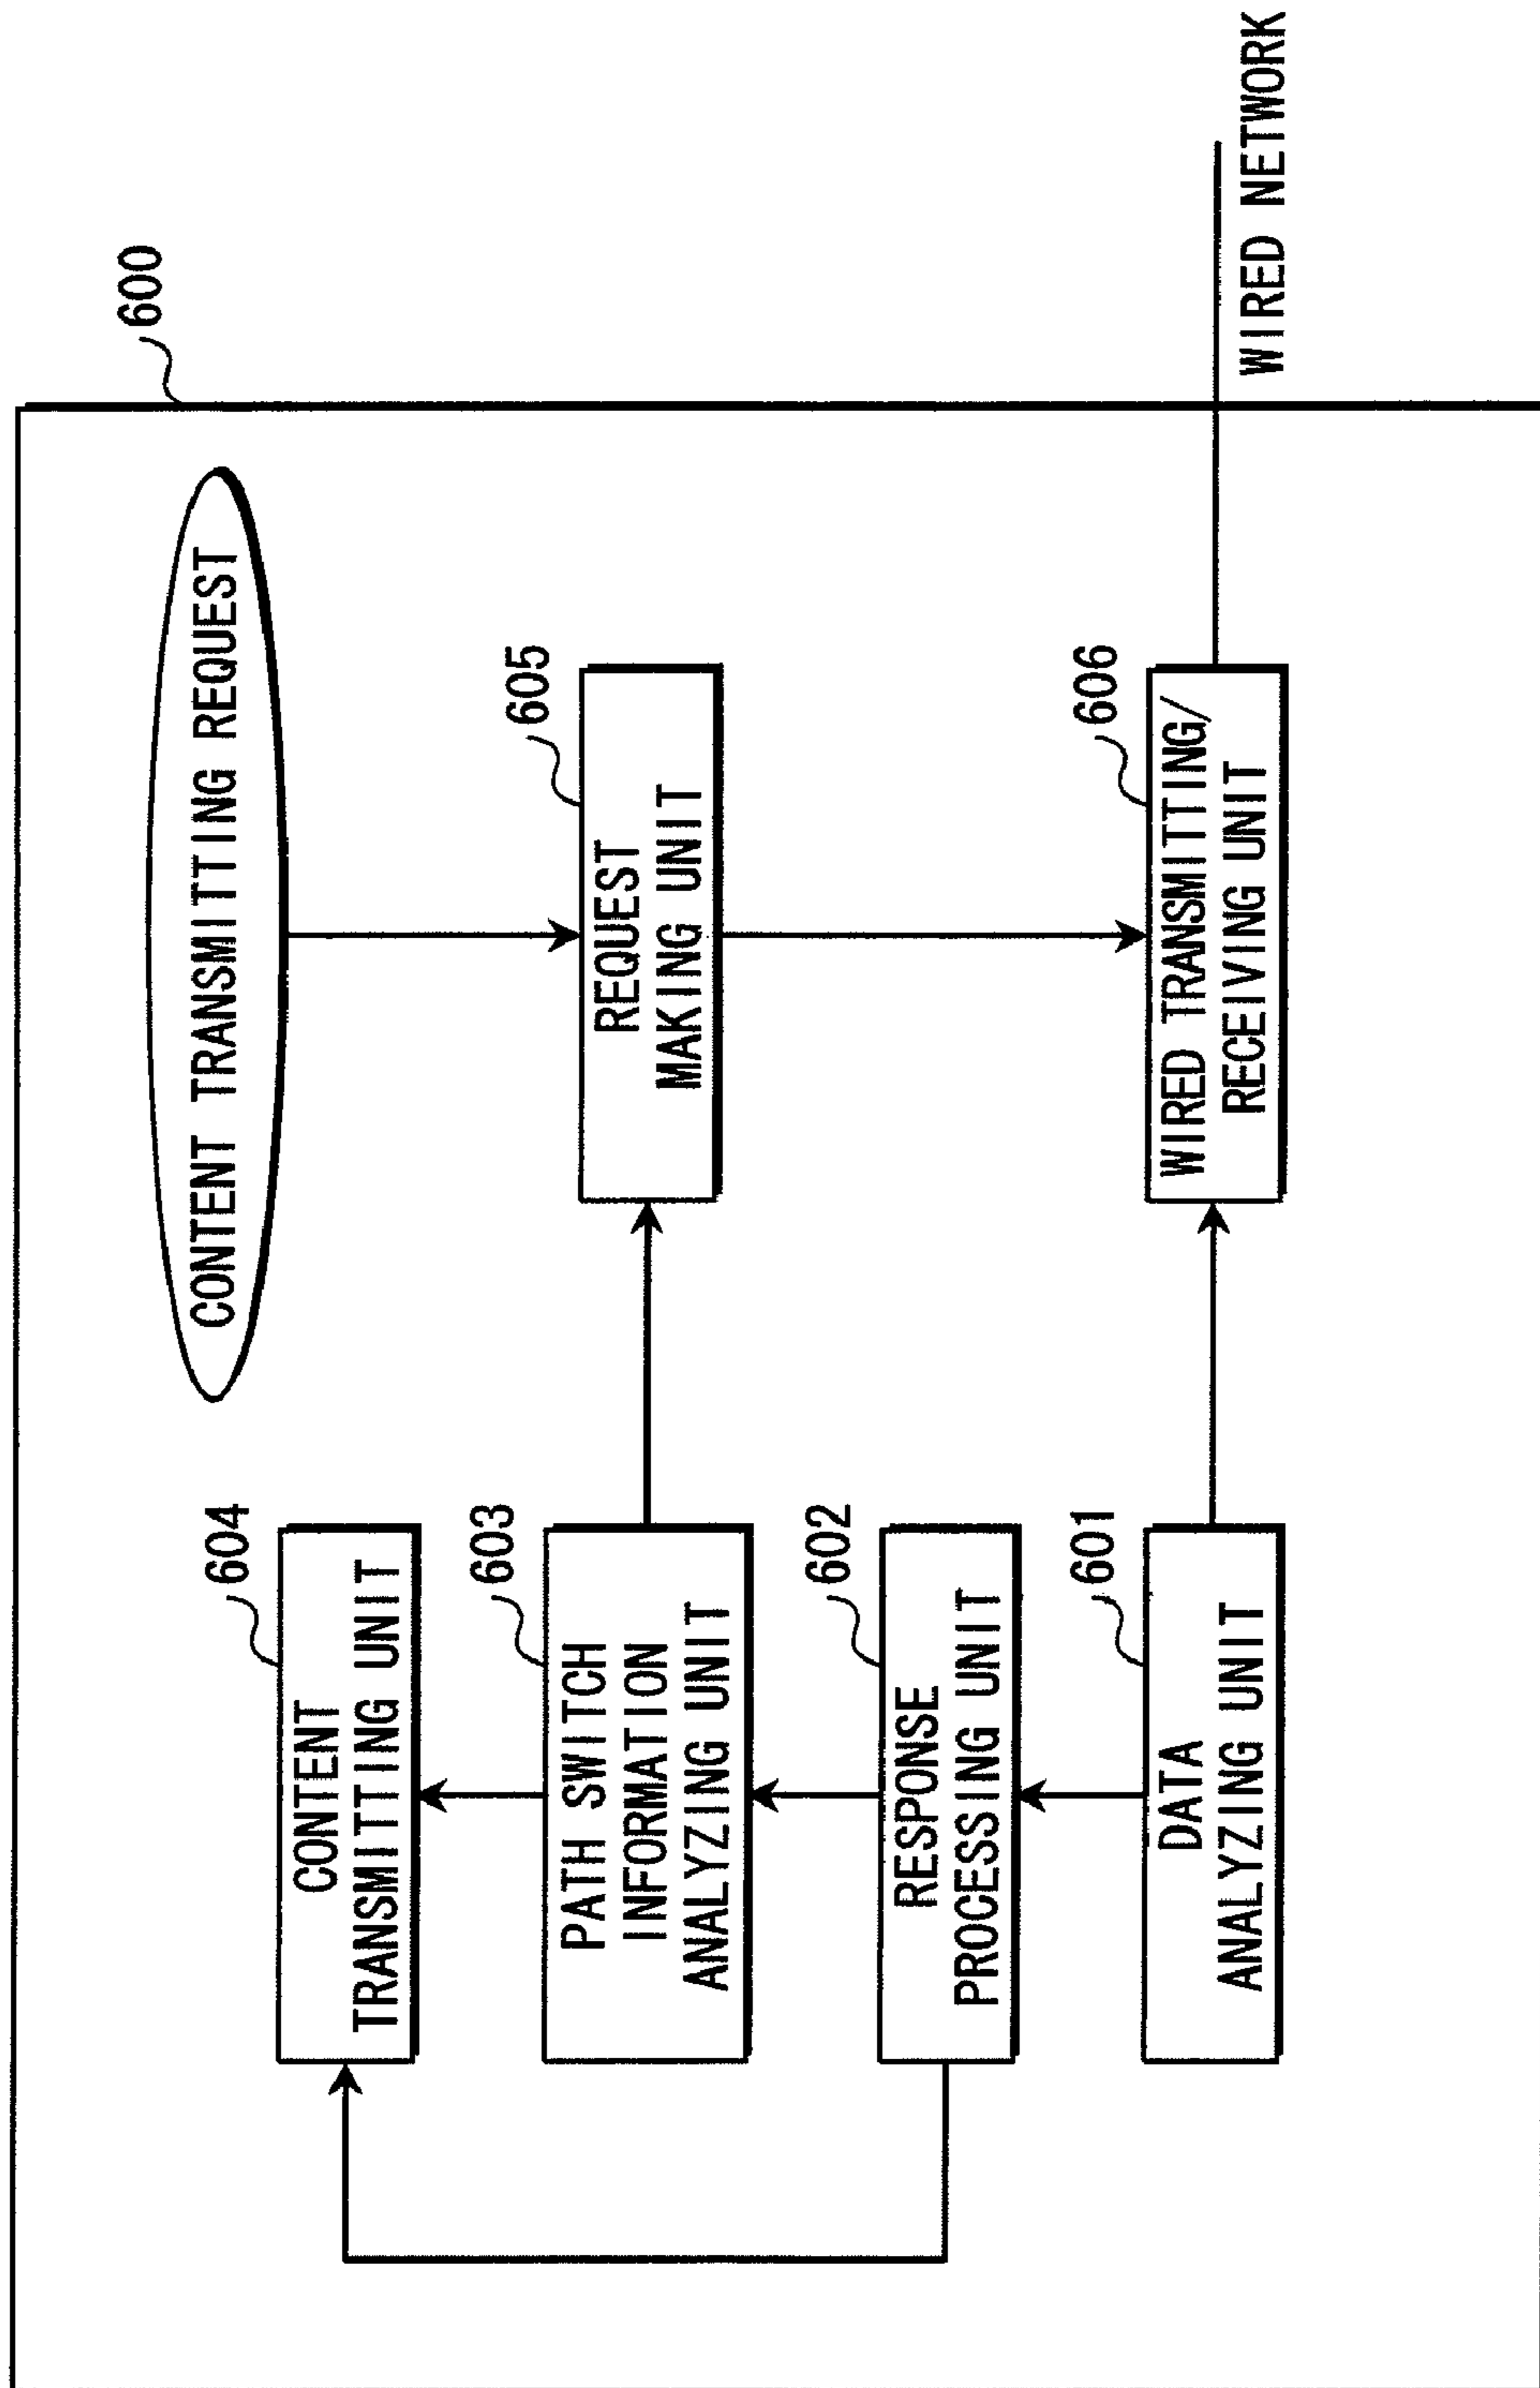 600
CONTENT TRANSMITTING REQUEST
604
CONTENT
TRANSMITTING UNIT
603
PATH SWITCH
INFORMATION
ANALYZING UNIT
605
REQUEST
MAKING UNIT
602
RESPONSE
PROCESSING UNIT
601
DATA
ANALYZING UNIT
606
WIRED TRANSMITTING/
RECEIVING UNIT
WIRED NETWORK